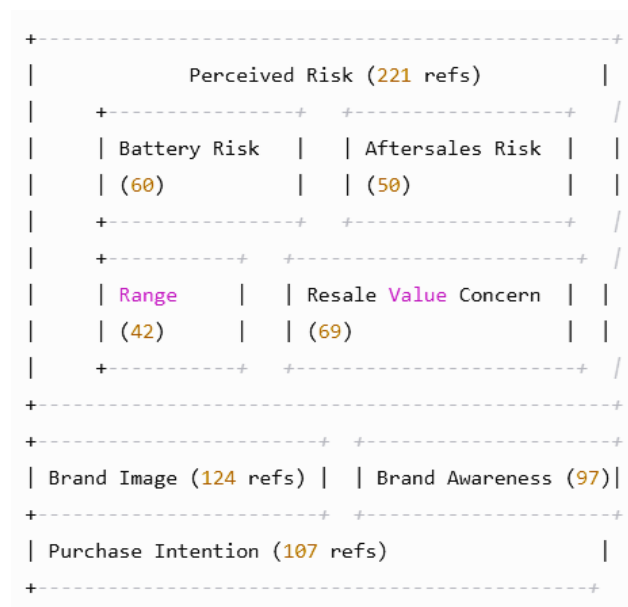 Perceived Risk (221 refs)
Battery Risk | Aftersales Risk
(60) | (50)
Range | Resale Value Concern
(42) | (69)
Brand Image (124 refs) | Brand Awareness (97)
Purchase Intention (107 refs)